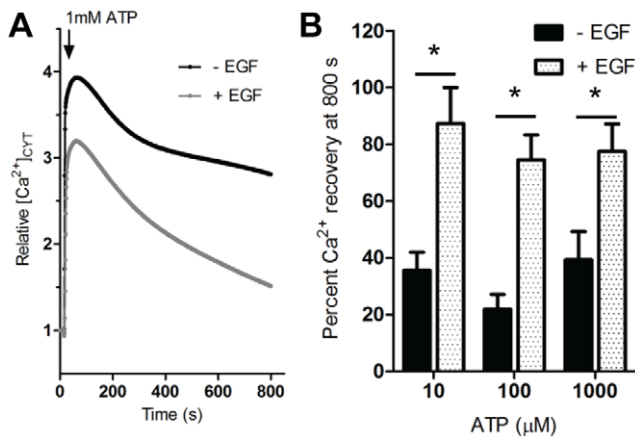 A
1mM ATP
- EGF
+ EGF
Relative [Ca²⁺]CYT
4
3
2
1
0 200 400 600 800
Time (s)
B
- EGF
+ EGF
Percent Ca²⁺ recovery at 800 s
120
100
80
60
40
20
0
* * *
10 100 1000
ATP (μM)